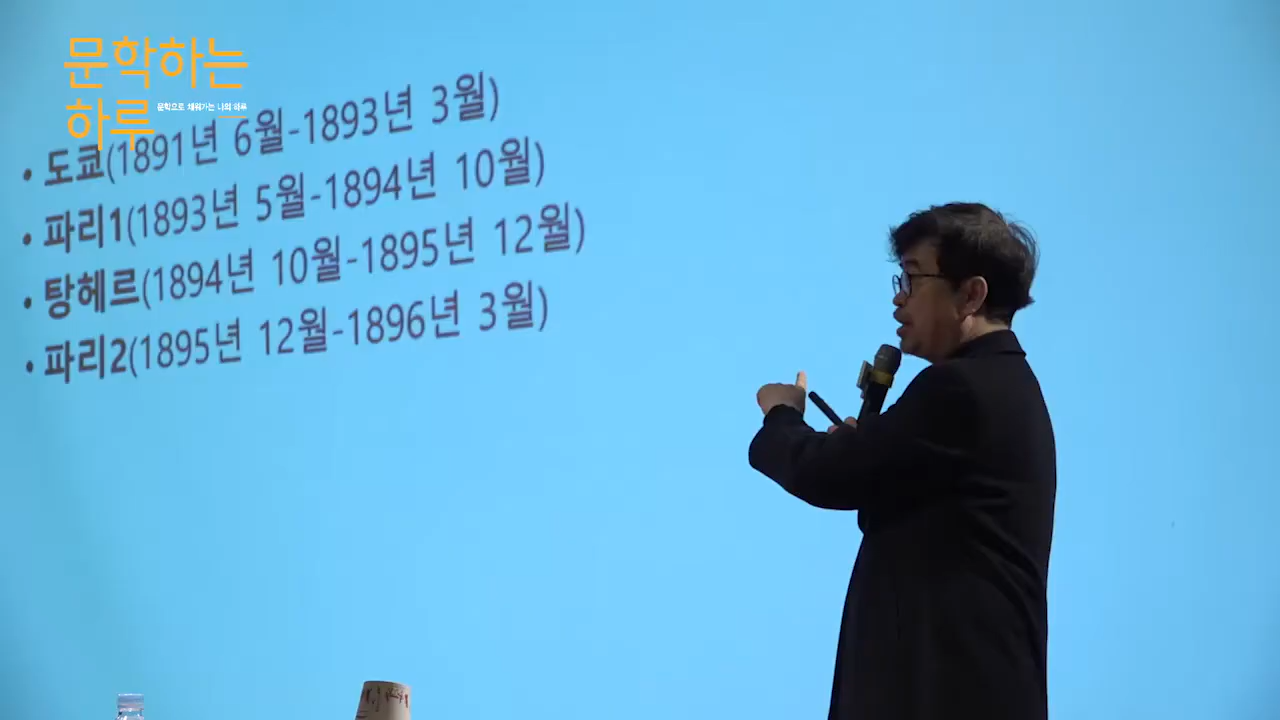 문학하는
하루 문학으로 채워가는 나의 하루
• 도쿄(1891년 6월-1893년 3월)
• 파리1(1893년 5월-1894년 10월)
• 탕헤르(1894년 10월-1895년 12월)
• 파리2(1895년 12월-1896년 3월)